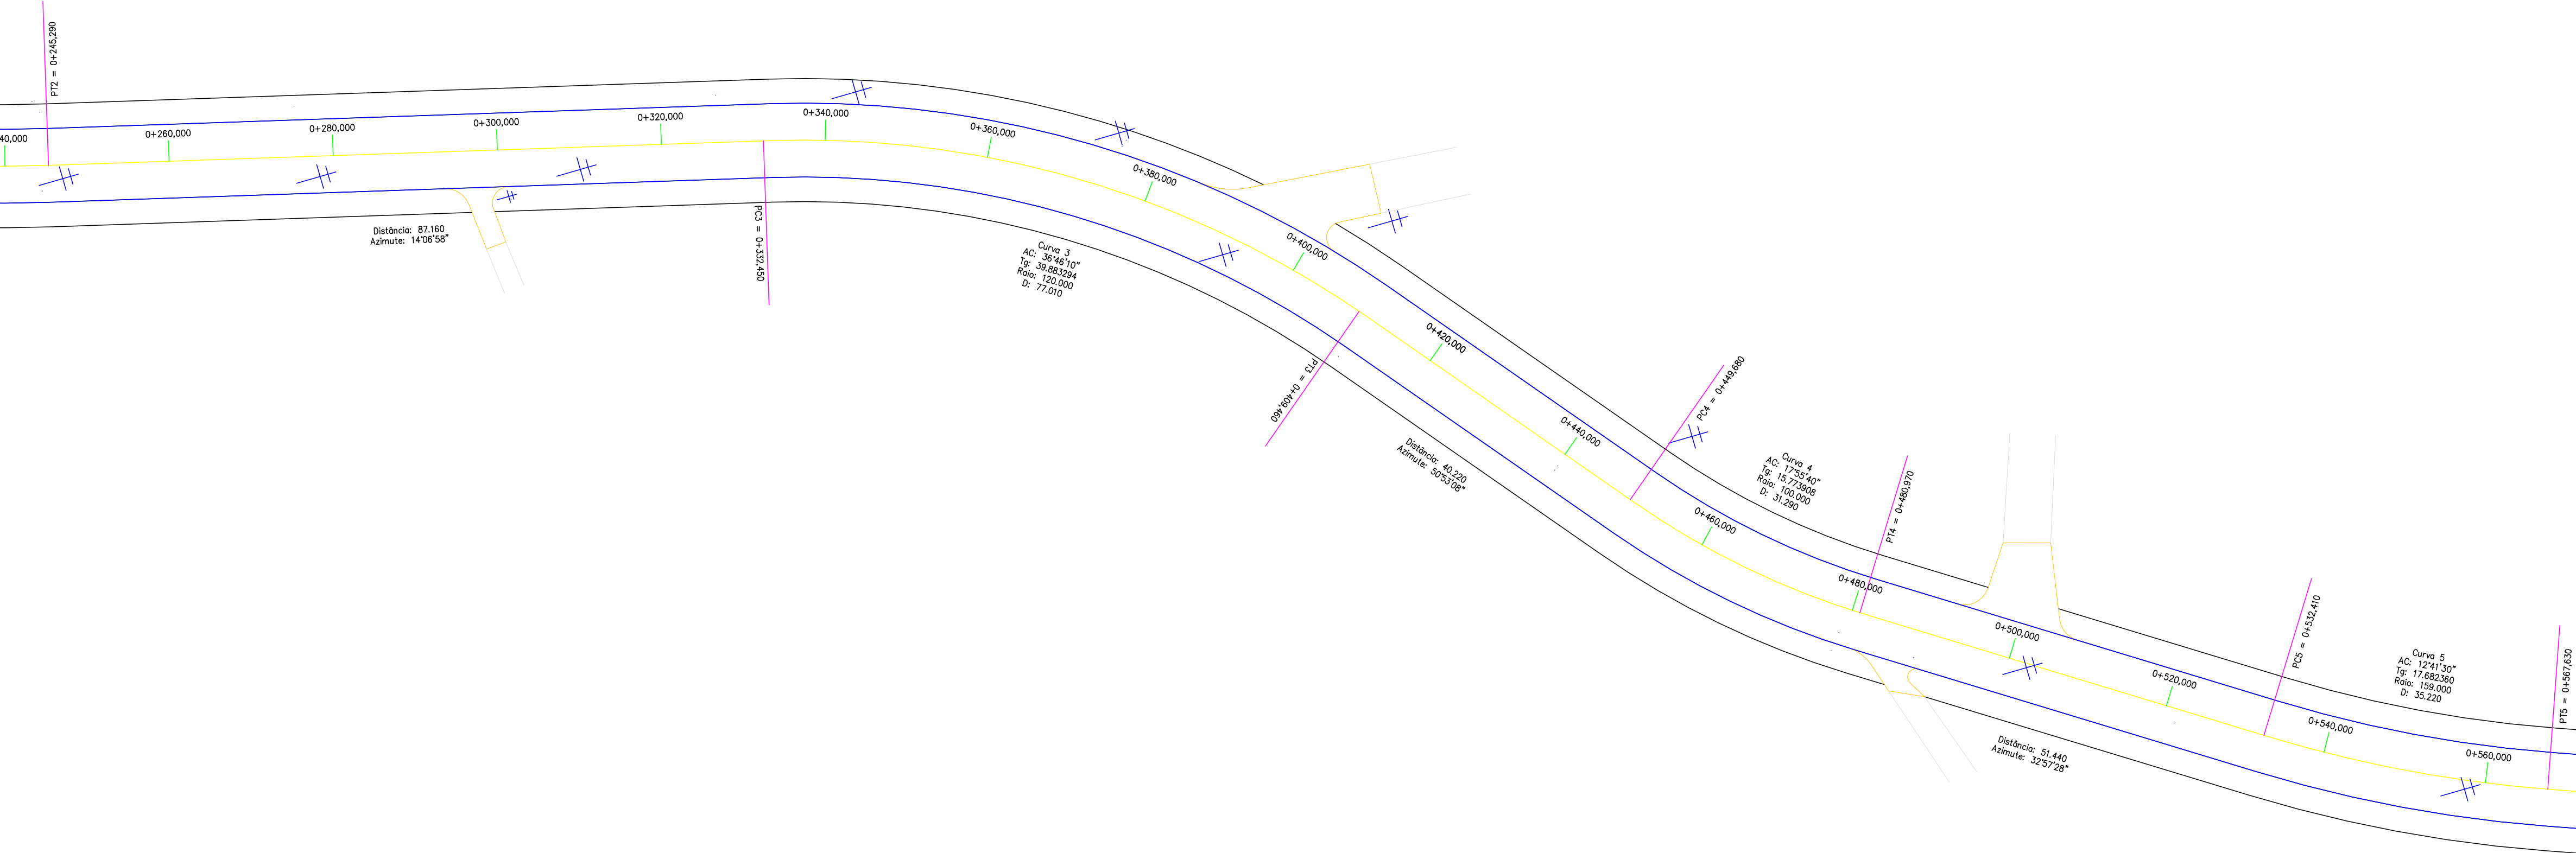 PT2 = 0+245,290
40,000
0+260,000
0+280,000
0+300,000
0+320,000
0+340,000
0+360,000
0+380,000
0+400,000
0+420,000
0+440,000
0+460,000
0+480,000
0+500,000
0+520,000
0+540,000
0+560,000
Distância: 87.160
Azimute: 14°06'58"
PC3 = 0+332,450
Curva 3
AC: 36°46'10"
Tg: 39.883294
Raio: 120.000
D: 77.010
PT3 = 0+409,460
Distância: 40.220
Azimute: 50°53'08"
PC4 = 0+449,680
Curva 4
AC: 17°55'40"
Tg: 15.773908
Raio: 100.000
D: 31.290
PT4 = 0+480,970
Distância: 51.440
Azimute: 32°57'28"
PC5 = 0+532,410
Curva 5
AC: 12°41'30"
Tg: 17.682360
Raio: 159.000
D: 35.220
PT5 = 0+567,630